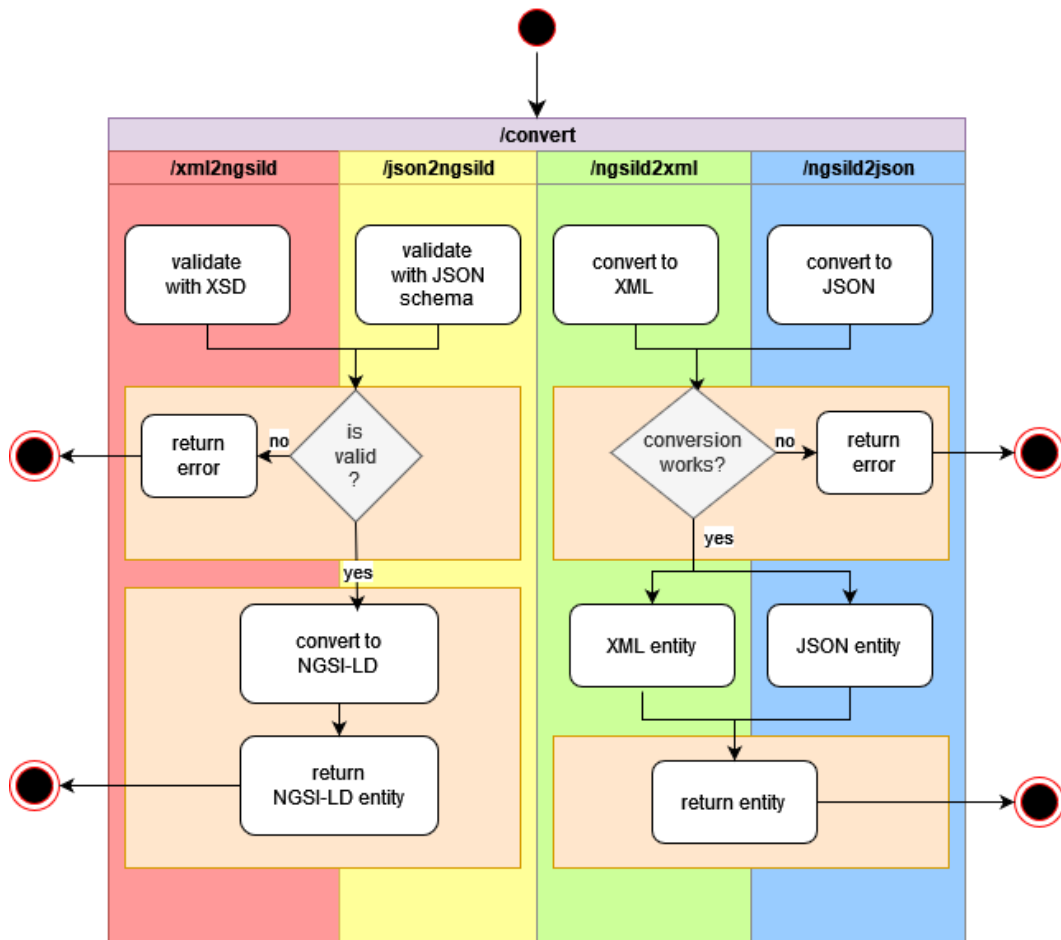 /convert
/xml2ngsild
/json2ngsild
/ngsild2xml
/ngsild2json
validate
with XSD
validate
with JSON
schema
convert to
XML
convert to
JSON
return
error
no
is
valid
?
conversion
works?
no
return
error
yes
yes
convert to
NGSI-LD
XML entity
JSON entity
return
NGSI-LD entity
return entity